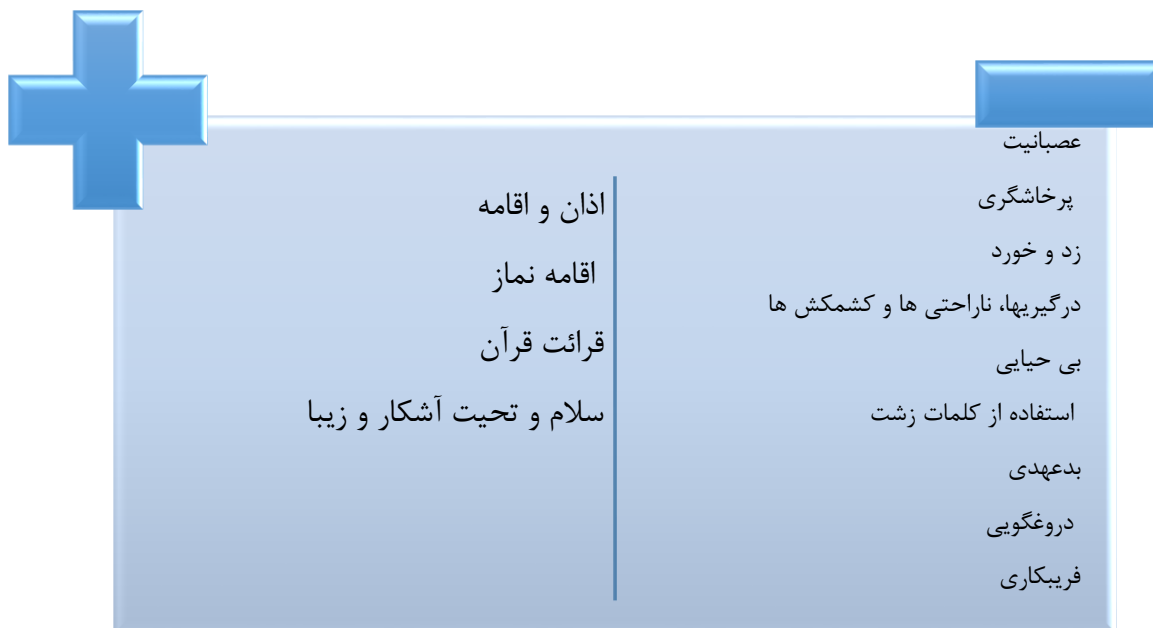 عصبانیت
پرخاشگری
زد و خورد
درگیریها، ناراحتی ها و کشمکش ها
بی حیایی
استفاده از کلمات زشت
بدعهدی
دروغگویی
فریبکاری
اذان و اقامه
اقامه نماز
قرائت قرآن
سلام و تحیت آشکار و زیبا